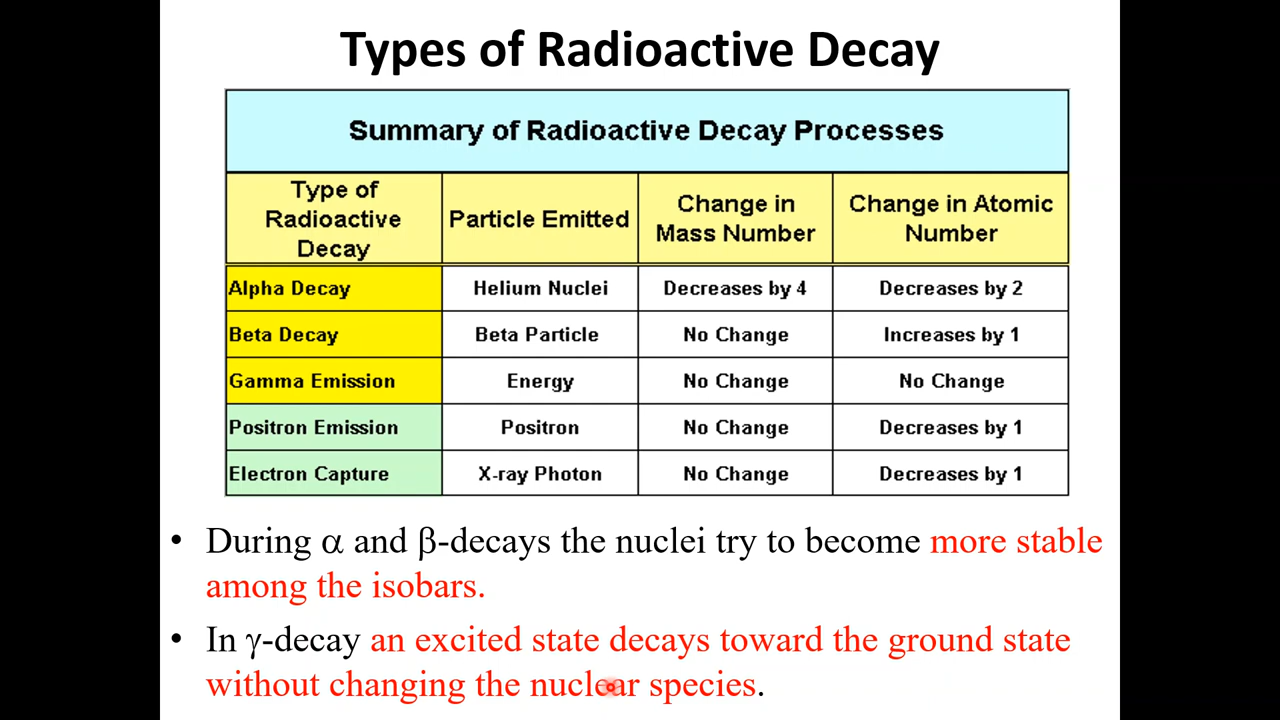 Types of Radioactive Decay
Summary of Radioactive Decay Processes
Type of
Radioactive
Decay
Particle Emitted
Change in
Mass Number
Change in Atomic
Number
Alpha Decay
Helium Nuclei
Decreases by 4
Decreases by 2
Beta Decay
Beta Particle
No Change
Increases by 1
Gamma Emission
Energy
No Change
No Change
Positron Emission
Positron
No Change
Decreases by 1
Electron Capture
X-ray Photon
No Change
Decreases by 1
• During α and β-decays the nuclei try to become more stable
among the isobars.
• In γ-decay an excited state decays toward the ground state
without changing the nuclear species.